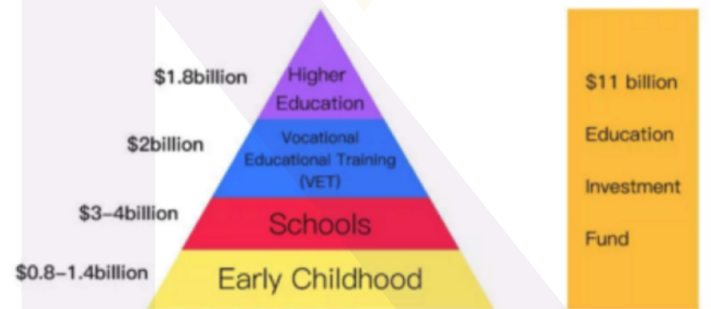 $1.8billion
Higher
Education
$2billion
Vocational
Educational Training
(VET)
$3–4billion
Schools
$0.8–1.4billion
Early Childhood
$11 billion
Education
Investment
Fund